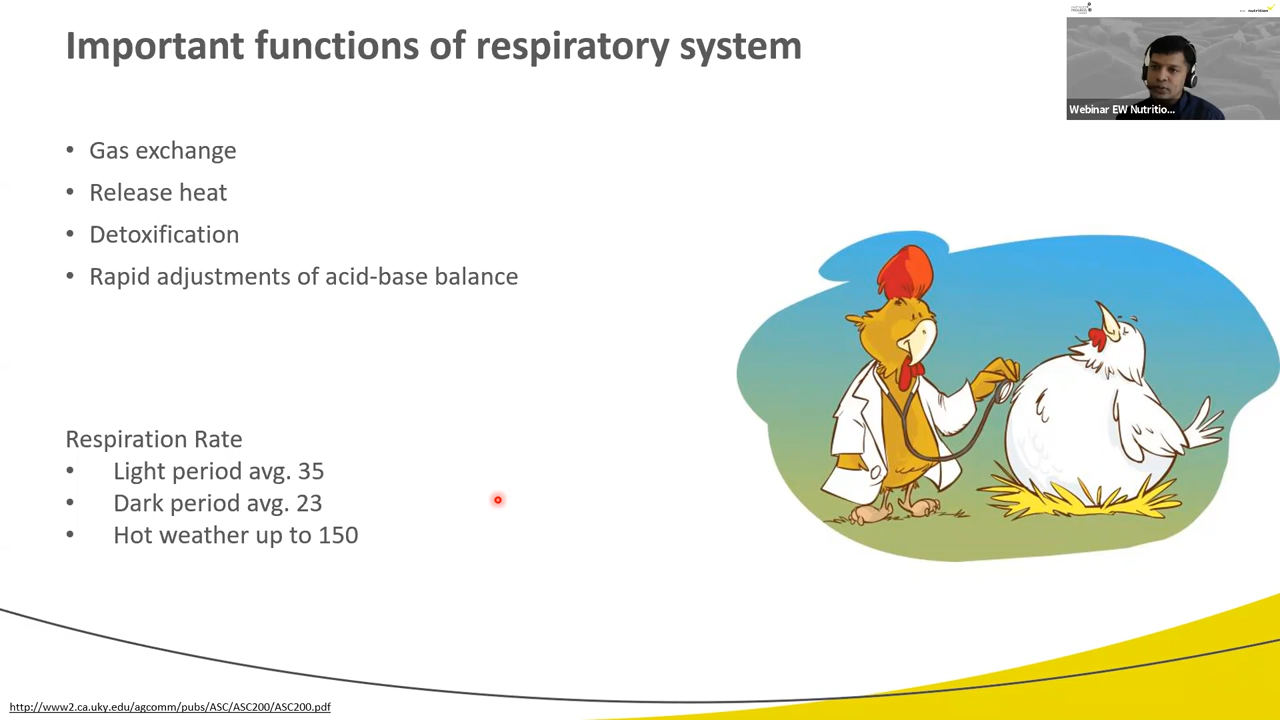 Important functions of respiratory system
• Gas exchange
• Release heat
• Detoxification
• Rapid adjustments of acid-base balance
Respiration Rate
• Light period avg. 35
• Dark period avg. 23
• Hot weather up to 150
http://www2.ca.uky.edu/agcomm/pubs/ASC/ASC200/ASC200.pdf
nutrition
Webinar EW Nutritio...